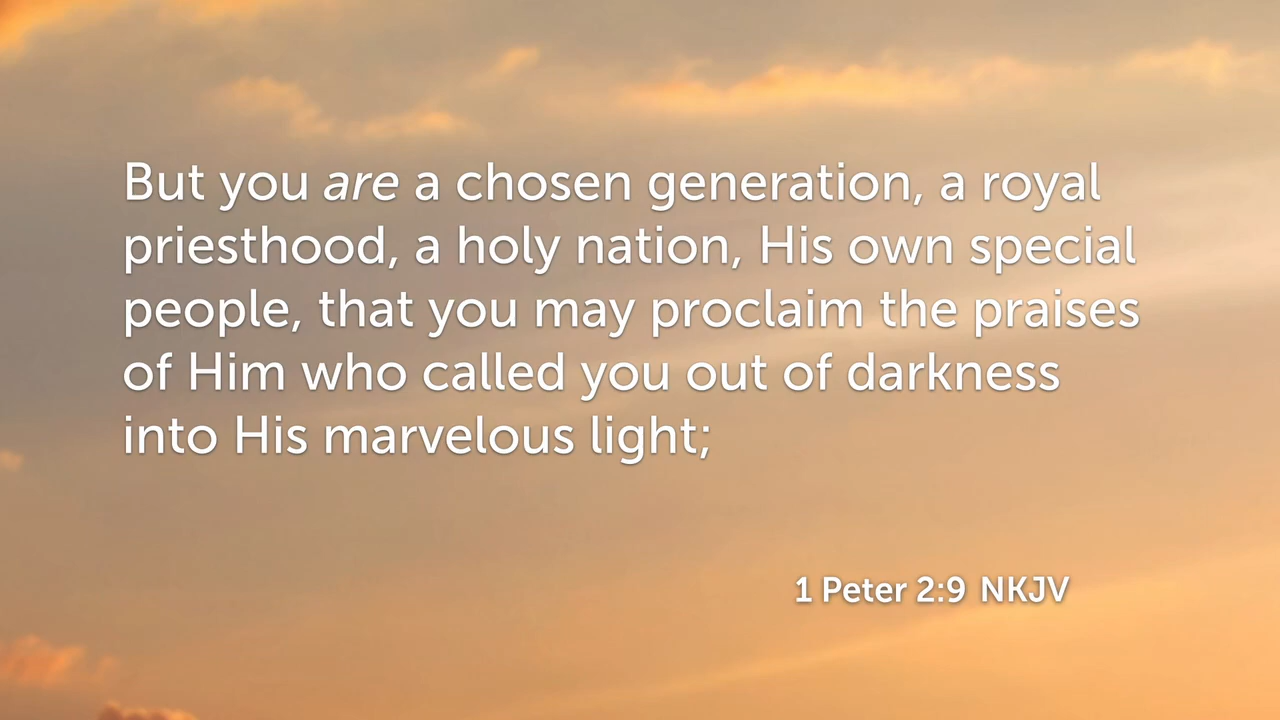 But you are a chosen generation, a royal
priesthood, a holy nation, His own special
people, that you may proclaim the praises
of Him who called you out of darkness
into His marvelous light;
1 Peter 2:9 NKJV